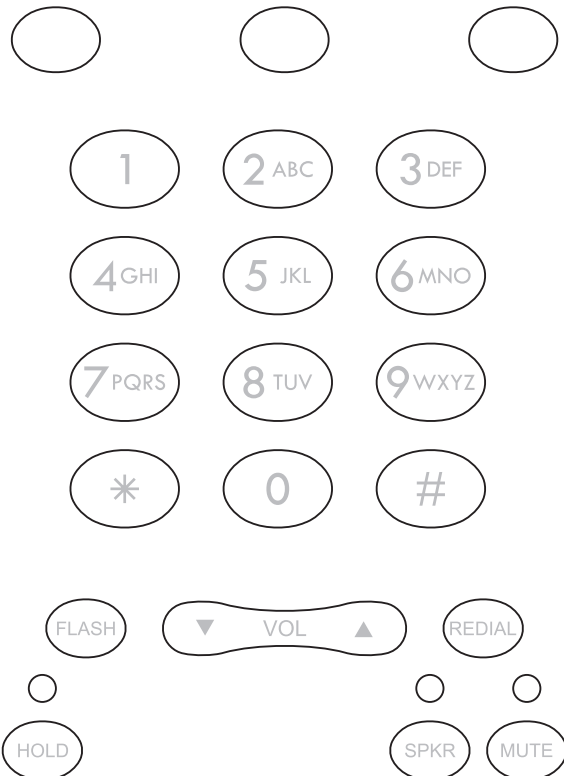 1 2 ABC 3 DEF
4 GHI 5 JKL 6 MNO
7 PQRS 8 TUV 9 WXYZ
* 0 #
FLASH ▼ VOL ▲ REDIAL
HOLD SPKR MUTE